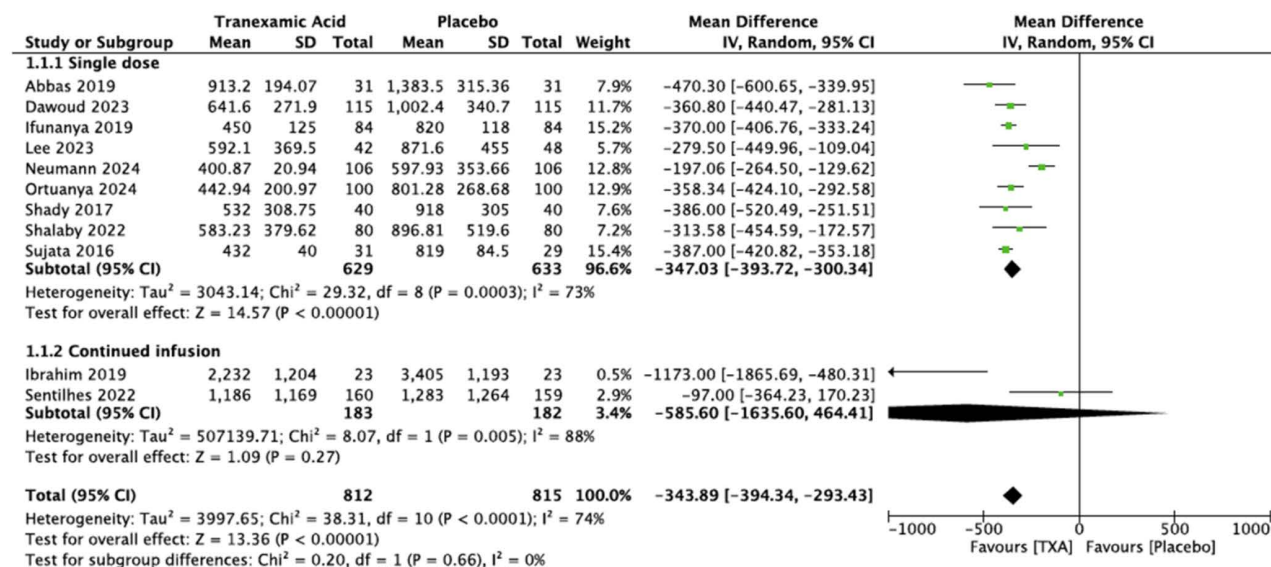 Tranexamic Acid Placebo Mean Difference Mean Difference
Study or Subgroup Mean SD Total Mean SD Total Weight IV, Random, 95% CI IV, Random, 95% CI
1.1.1 Single dose
Abbas 2019 913.2 194.07 31 1,383.5 315.36 31 7.9% −470.30 [−600.65, −339.95]
Dawoud 2023 641.6 271.9 115 1,002.4 340.7 115 11.7% −360.80 [−440.47, −281.13]
Ifunanya 2019 450 125 84 820 118 84 15.2% −370.00 [−406.76, −333.24]
Lee 2023 592.1 369.5 42 871.6 455 48 5.7% −279.50 [−449.96, −109.04]
Neumann 2024 400.87 20.94 106 597.93 353.66 106 12.8% −197.06 [−264.50, −129.62]
Ortuanya 2024 442.94 200.97 100 801.28 268.68 100 12.9% −358.34 [−424.10, −292.58]
Shady 2017 532 308.75 40 918 305 40 7.6% −386.00 [−520.49, −251.51]
Shalaby 2022 583.23 379.62 80 896.81 519.6 80 7.2% −313.58 [−454.59, −172.57]
Sujata 2016 432 40 31 819 84.5 29 15.4% −387.00 [−420.82, −353.18]
Subtotal (95% CI) 629 633 96.6% −347.03 [−393.72, −300.34]
Heterogeneity: Tau² = 3043.14; Chi² = 29.32, df = 8 (P = 0.0003); I² = 73%
Test for overall effect: Z = 14.57 (P < 0.00001)
1.1.2 Continued infusion
Ibrahim 2019 2,232 1,204 23 3,405 1,193 23 0.5% −1173.00 [−1865.69, −480.31]
Sentilhes 2022 1,186 1,169 160 1,283 1,264 159 2.9% −97.00 [−364.23, 170.23]
Subtotal (95% CI) 183 182 3.4% −585.60 [−1635.60, 464.41]
Heterogeneity: Tau² = 507139.71; Chi² = 8.07, df = 1 (P = 0.005); I² = 88%
Test for overall effect: Z = 1.09 (P = 0.27)
Total (95% CI) 812 815 100.0% −343.89 [−394.34, −293.43]
Heterogeneity: Tau² = 3997.65; Chi² = 38.31, df = 10 (P < 0.0001); I² = 74%
Test for overall effect: Z = 13.36 (P < 0.00001)
Test for subgroup differences: Chi² = 0.20, df = 1 (P = 0.66), I² = 0%
−1000 −500 0 500 1000
Favours [TXA] Favours [Placebo]